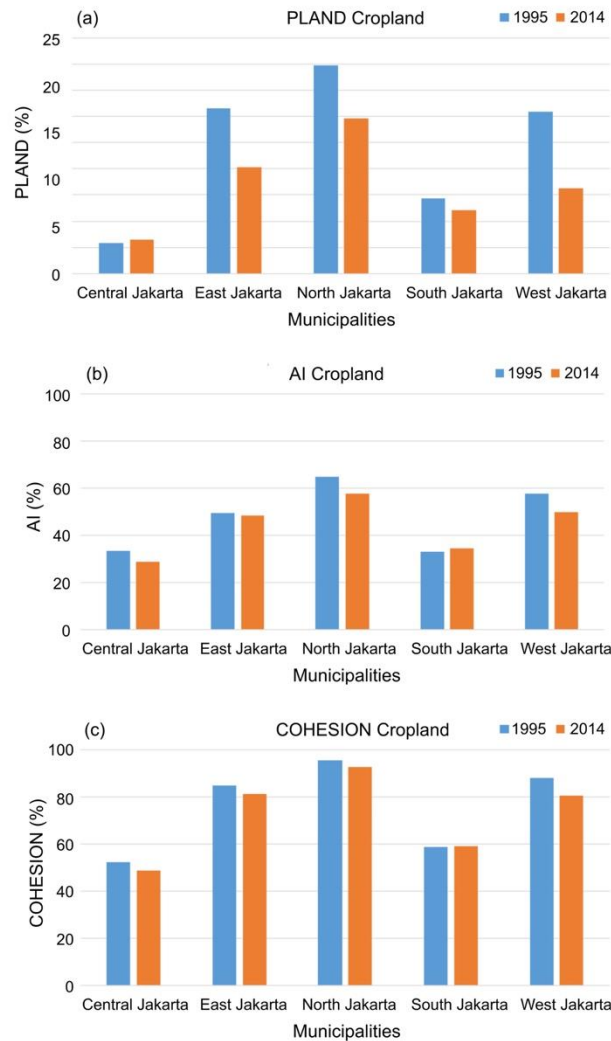 (a) PLAND Cropland 1995 2014
25
20
15
10
5
0
PLAND (%)
Central Jakarta East Jakarta North Jakarta South Jakarta West Jakarta
Municipalities
(b) AI Cropland 1995 2014
100
80
60
40
20
0
AI (%)
Central Jakarta East Jakarta North Jakarta South Jakarta West Jakarta
Municipalities
(c) COHESION Cropland 1995 2014
100
80
60
40
20
0
COHESION (%)
Central Jakarta East Jakarta North Jakarta South Jakarta West Jakarta
Municipalities